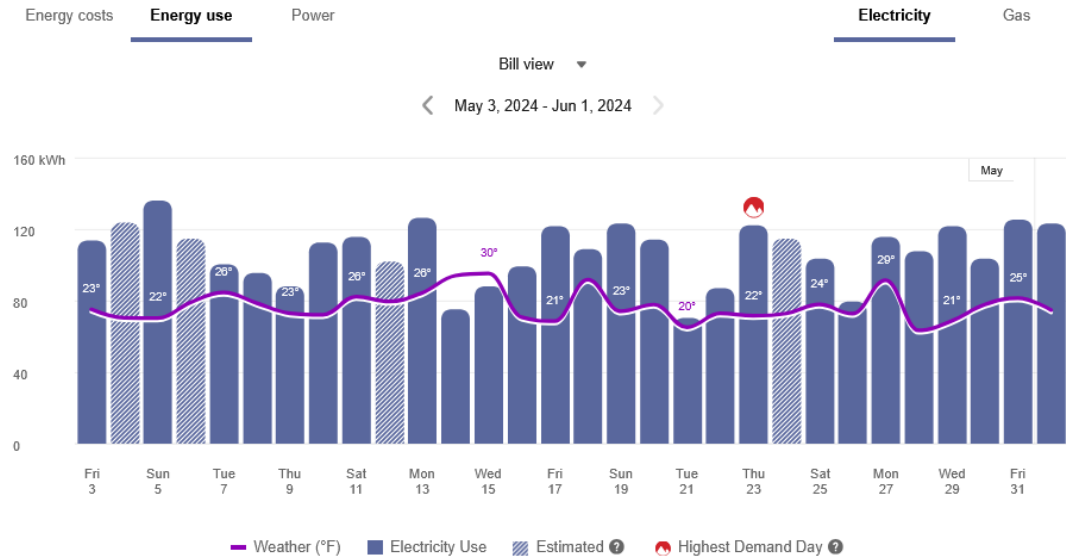 Energy costs Energy use Power Electricity Gas
Bill view
May 3, 2024 - Jun 1, 2024
160 kWh
May
120
30°
26° 23° 26° 26° 29°
23° 22° 21° 23° 20° 22° 24° 21° 25°
80
40
0
Fri Sun Tue Thu Sat Mon Wed Fri Sun Tue Thu Sat Mon Wed Fri
3 5 7 9 11 13 15 17 19 21 23 25 27 29 31
Weather (°F) Electricity Use Estimated ? Highest Demand Day ?